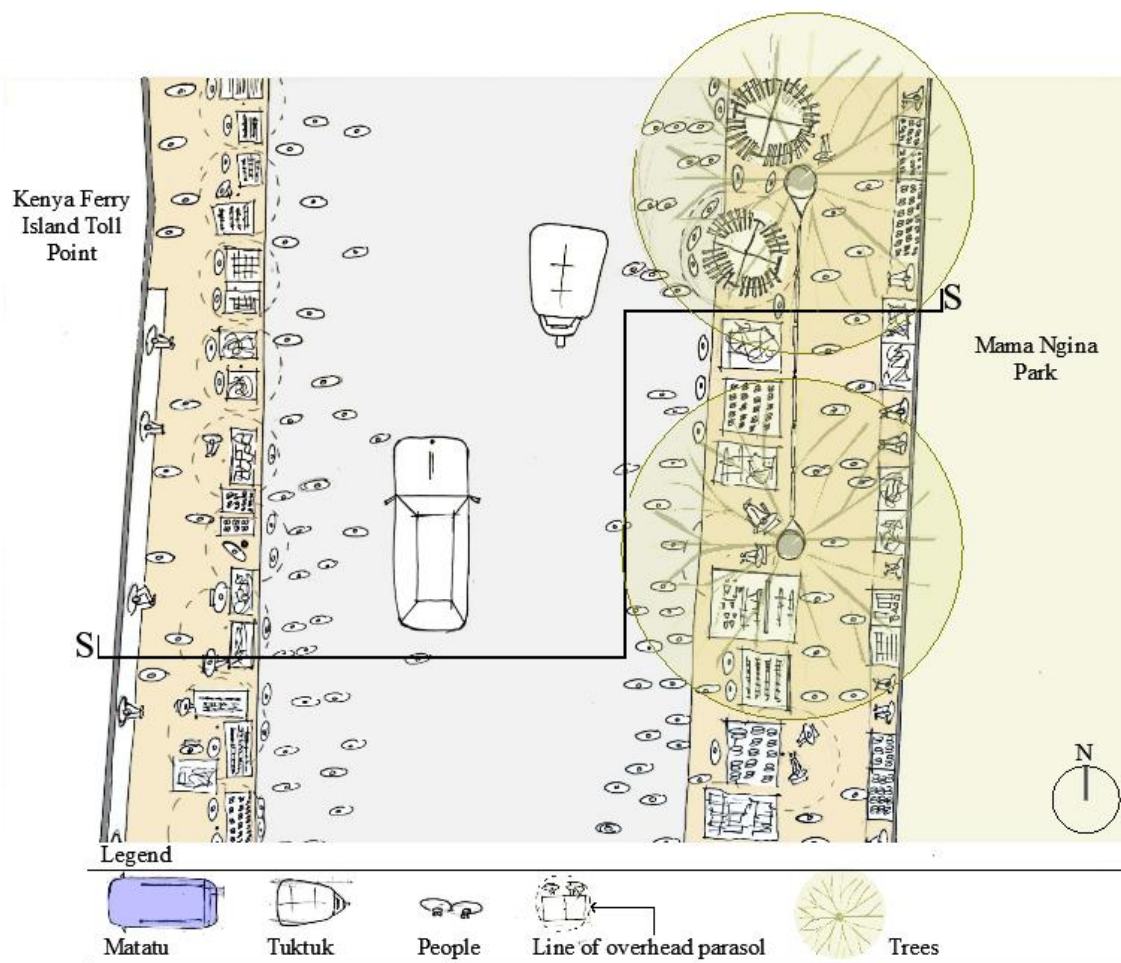 Kenya Ferry
Island Toll
Point
S
Mama Ngina
Park
S
N
Legend
Matatu
Tuktuk
People
Line of overhead parasol
Trees